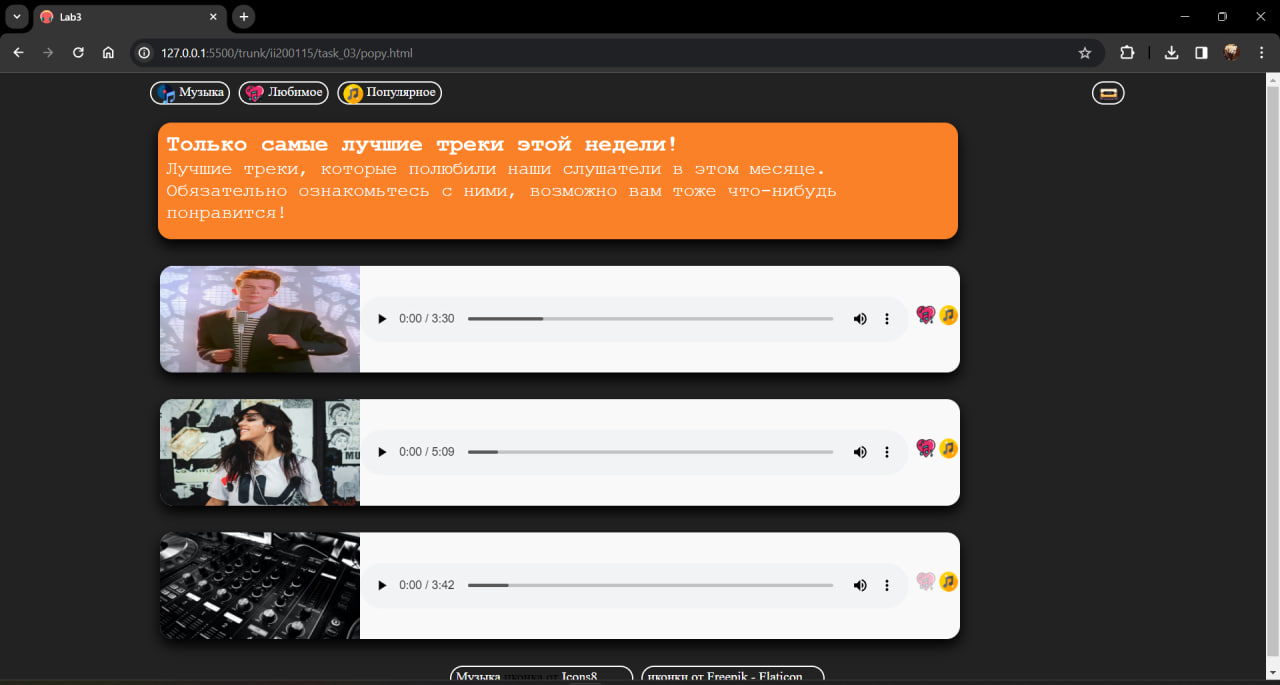 Lab3
127.0.0.1:5500/trunk/ii200115/task_03/popy.html
Музыка Любимое Популярное
Только самые лучшие треки этой недели!
Лучшие треки, которые полюбили наши слушатели в этом месяце.
Обязательно ознакомьтесь с ними, возможно вам тоже что-нибудь
понравится!
0:00 / 3:30
0:00 / 5:09
0:00 / 3:42
Музыка иконка от Icons8 иконки от Freepik - Flaticon